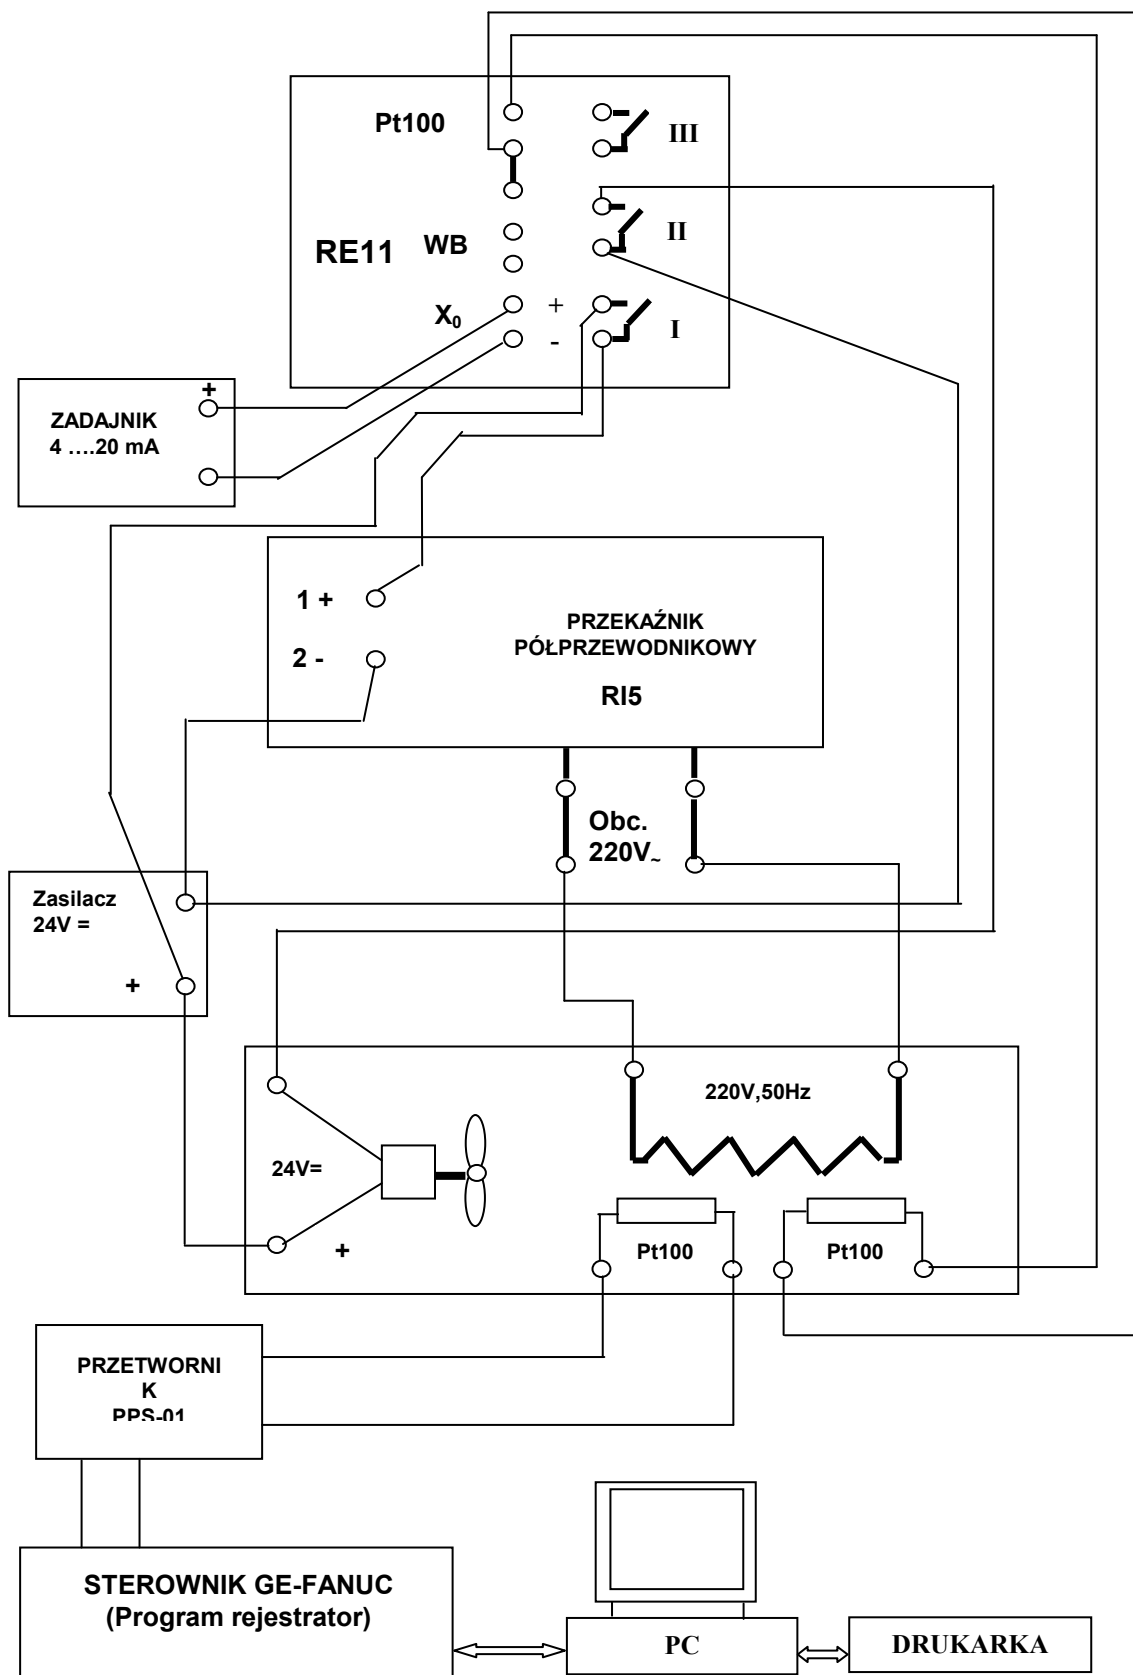 Pt100
III
RE11
WB
II
X₀
+
-
I
+
ZADAJNIK
4 ….20 mA
1 +
2 -
PRZEKAŹNIK
PÓŁPRZEWODNIKOWY
RI5
Obc.
220V~
Zasilacz
24V =
+
220V,50Hz
24V=
+
Pt100
Pt100
PRZETWORNI
K
PPS-01
STEROWNIK GE-FANUC
(Program rejestrator)
PC
DRUKARKA